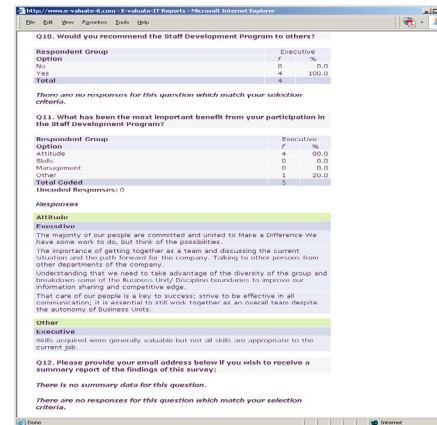 http://www.e-valuate-it.com - E-valuate-IT Reports - Microsoft Internet Explorer
File Edit View Favorites Tools Help
Q10. Would you recommend the Staff Development Program to others?
Respondent Group Executive
Option f %
No 0 0.0
Yes 4 100.0
Total 4
There are no responses for this question which match your selection
criteria.
Q11. What has been the most important benefit from your participation in
the Staff Development Program?
Respondent Group Executive
Option f %
Attitude 4 80.0
Skills 0 0.0
Management 0 0.0
Other 1 20.0
Total Coded 5
Uncoded Responses: 0
Responses
Attitude
Executive
The majority of our people are committed and united to Make a Difference We
have some work to do, but think of the possibilities.
The importance of getting together as a team and discussing the current
situation and the path forward for the company. Talking to other persons from
other departments of the company.
Understanding that we need to take advantage of the diversity of the group and
breakdown some of the Business Unit/ Discipline boundaries to improve our
information sharing and competitive edge.
That care of our people is a key to success; strive to be effective in all
communication; it is essential to still work together as an overall team despite
the autonomy of Business Units.
Other
Executive
Skills acquired were generally valuable but not all skills are appropriate to the
current job.
Q12. Please provide your email address below if you wish to receive a
summary report of the findings of this survey:
There is no summary data for this question.
There are no responses for this question which match your selection
criteria.
Done Internet